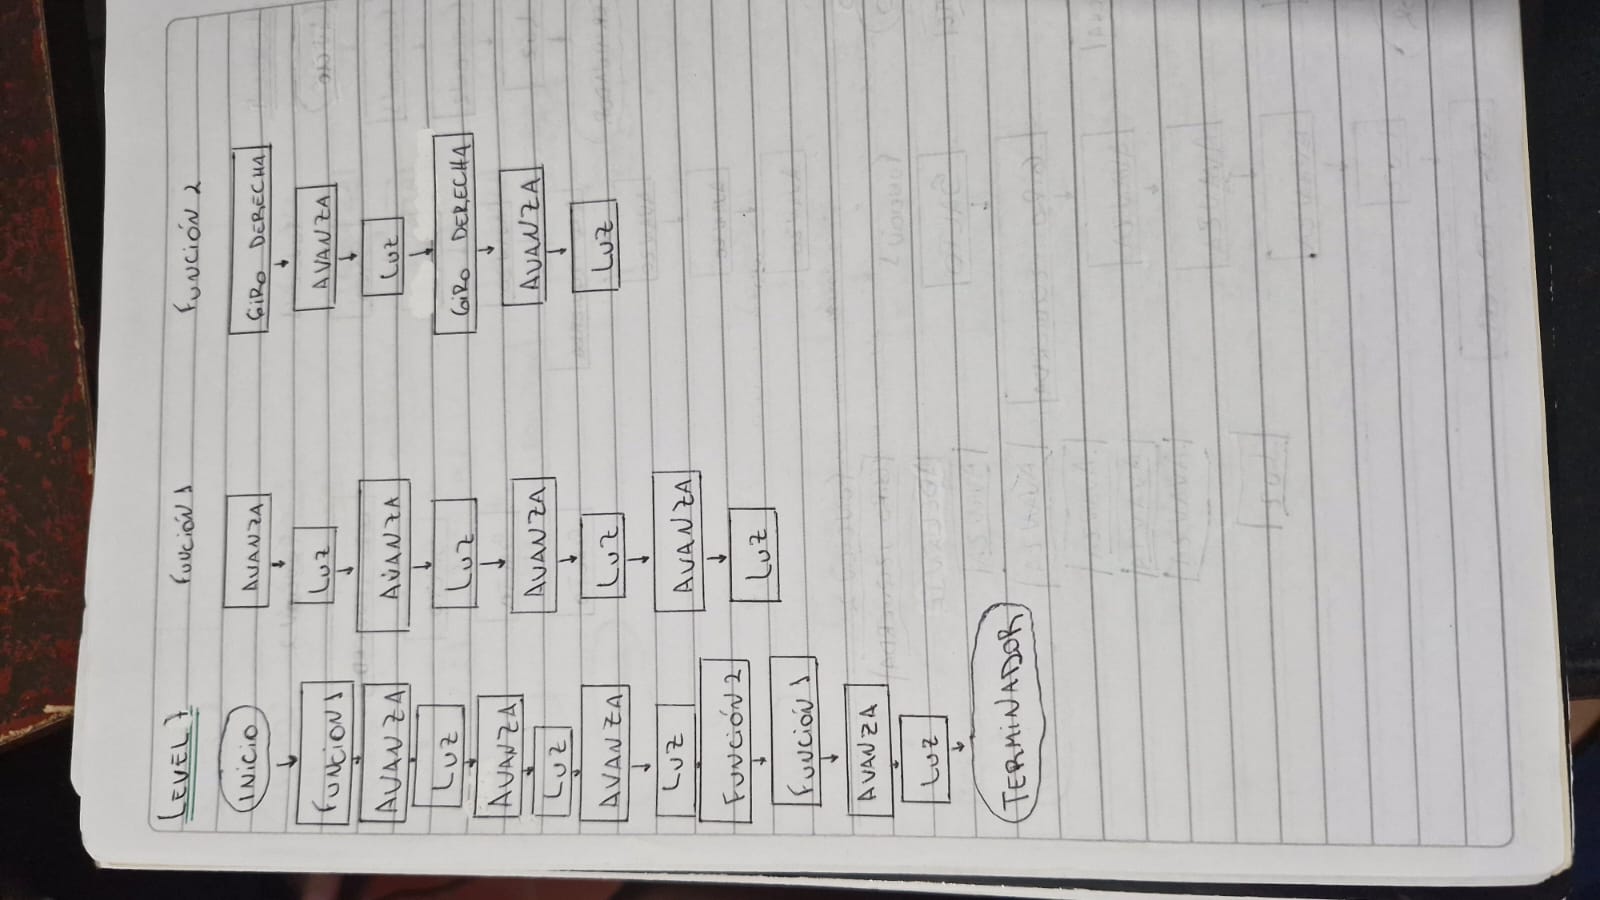 LEVEL 7
INICIO
FUNCION 1
AVANZA
LUZ
AVANZA
LUZ
AVANZA
LUZ
FUNCIÓN 2
FUNCIÓN 1
AVANZA
LUZ
TERMINADOR
FUNCIÓN 1
AVANZA
LUZ
AVANZA
LUZ
AVANZA
LUZ
AVANZA
LUZ
FUNCIÓN 2
GIRO DERECHA
AVANZA
LUZ
GIRO DERECHA
AVANZA
LUZ